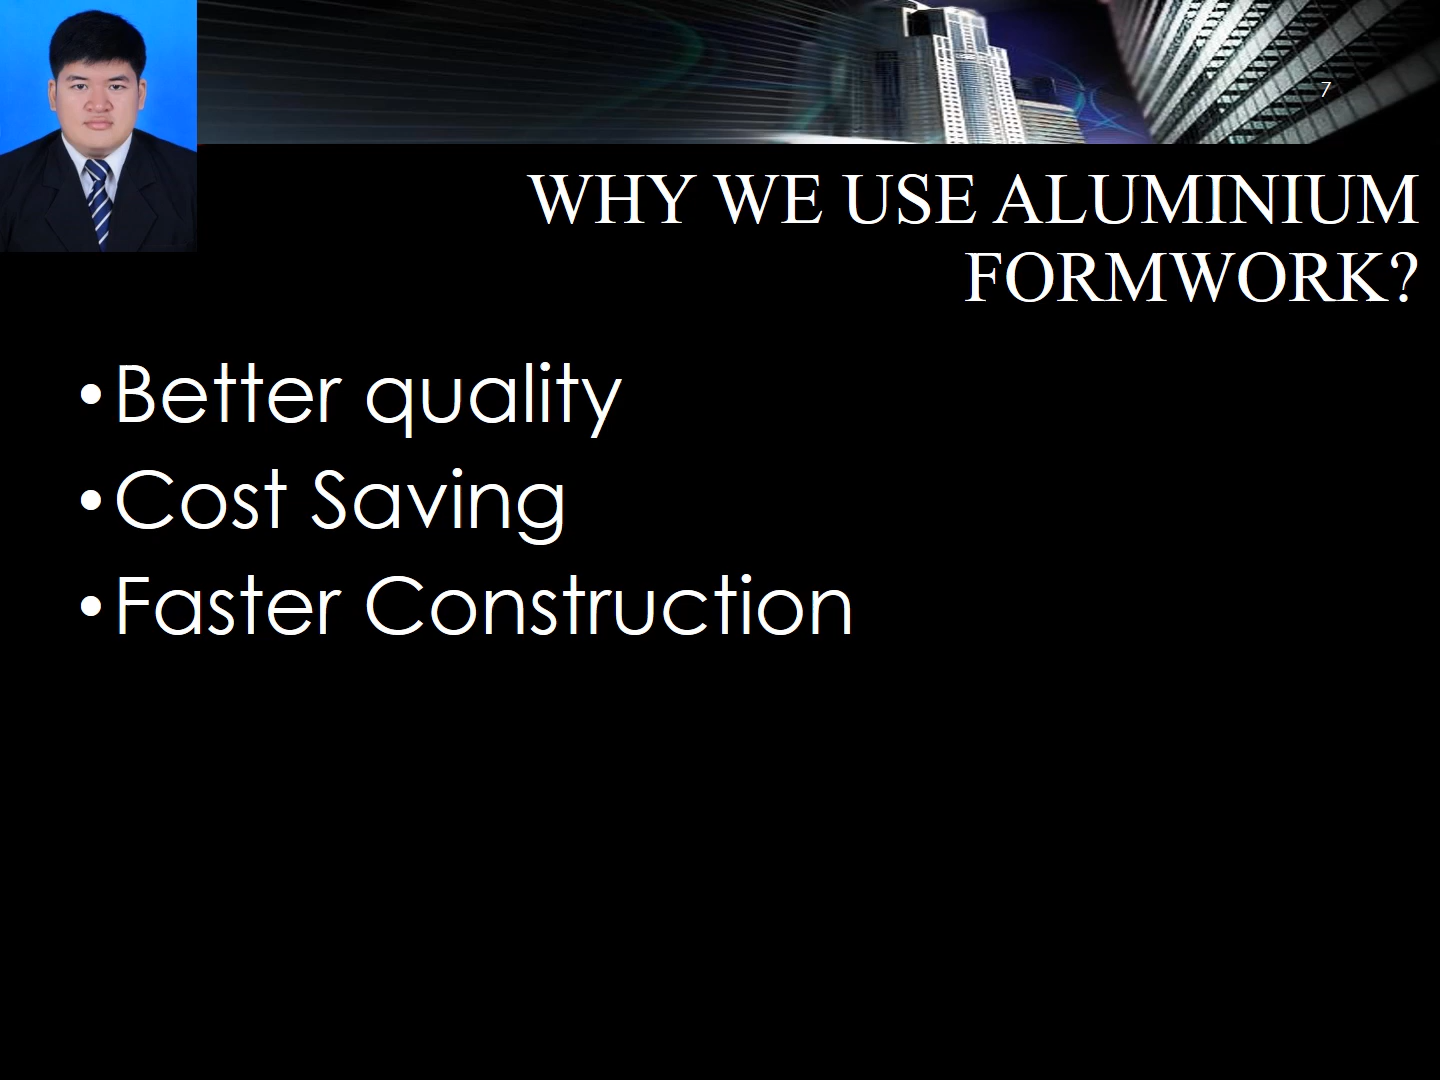 7
WHY WE USE ALUMINIUM
FORMWORK?
•Better quality
•Cost Saving
•Faster Construction